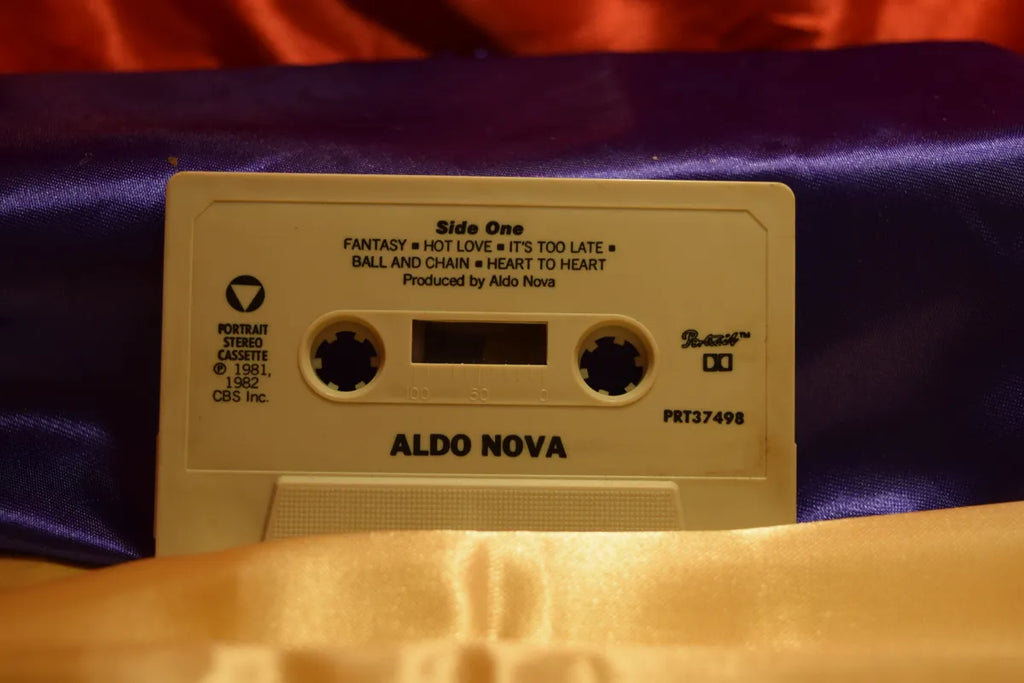 Side One
FANTASY ▪ HOT LOVE ▪ IT'S TOO LATE ▪
BALL AND CHAIN ▪ HEART TO HEART
Produced by Aldo Nova
PORTRAIT
STEREO
CASSETTE
℗ 1981,
1982
CBS Inc.
100 50 0
Portrait™
PRT37498
ALDO NOVA